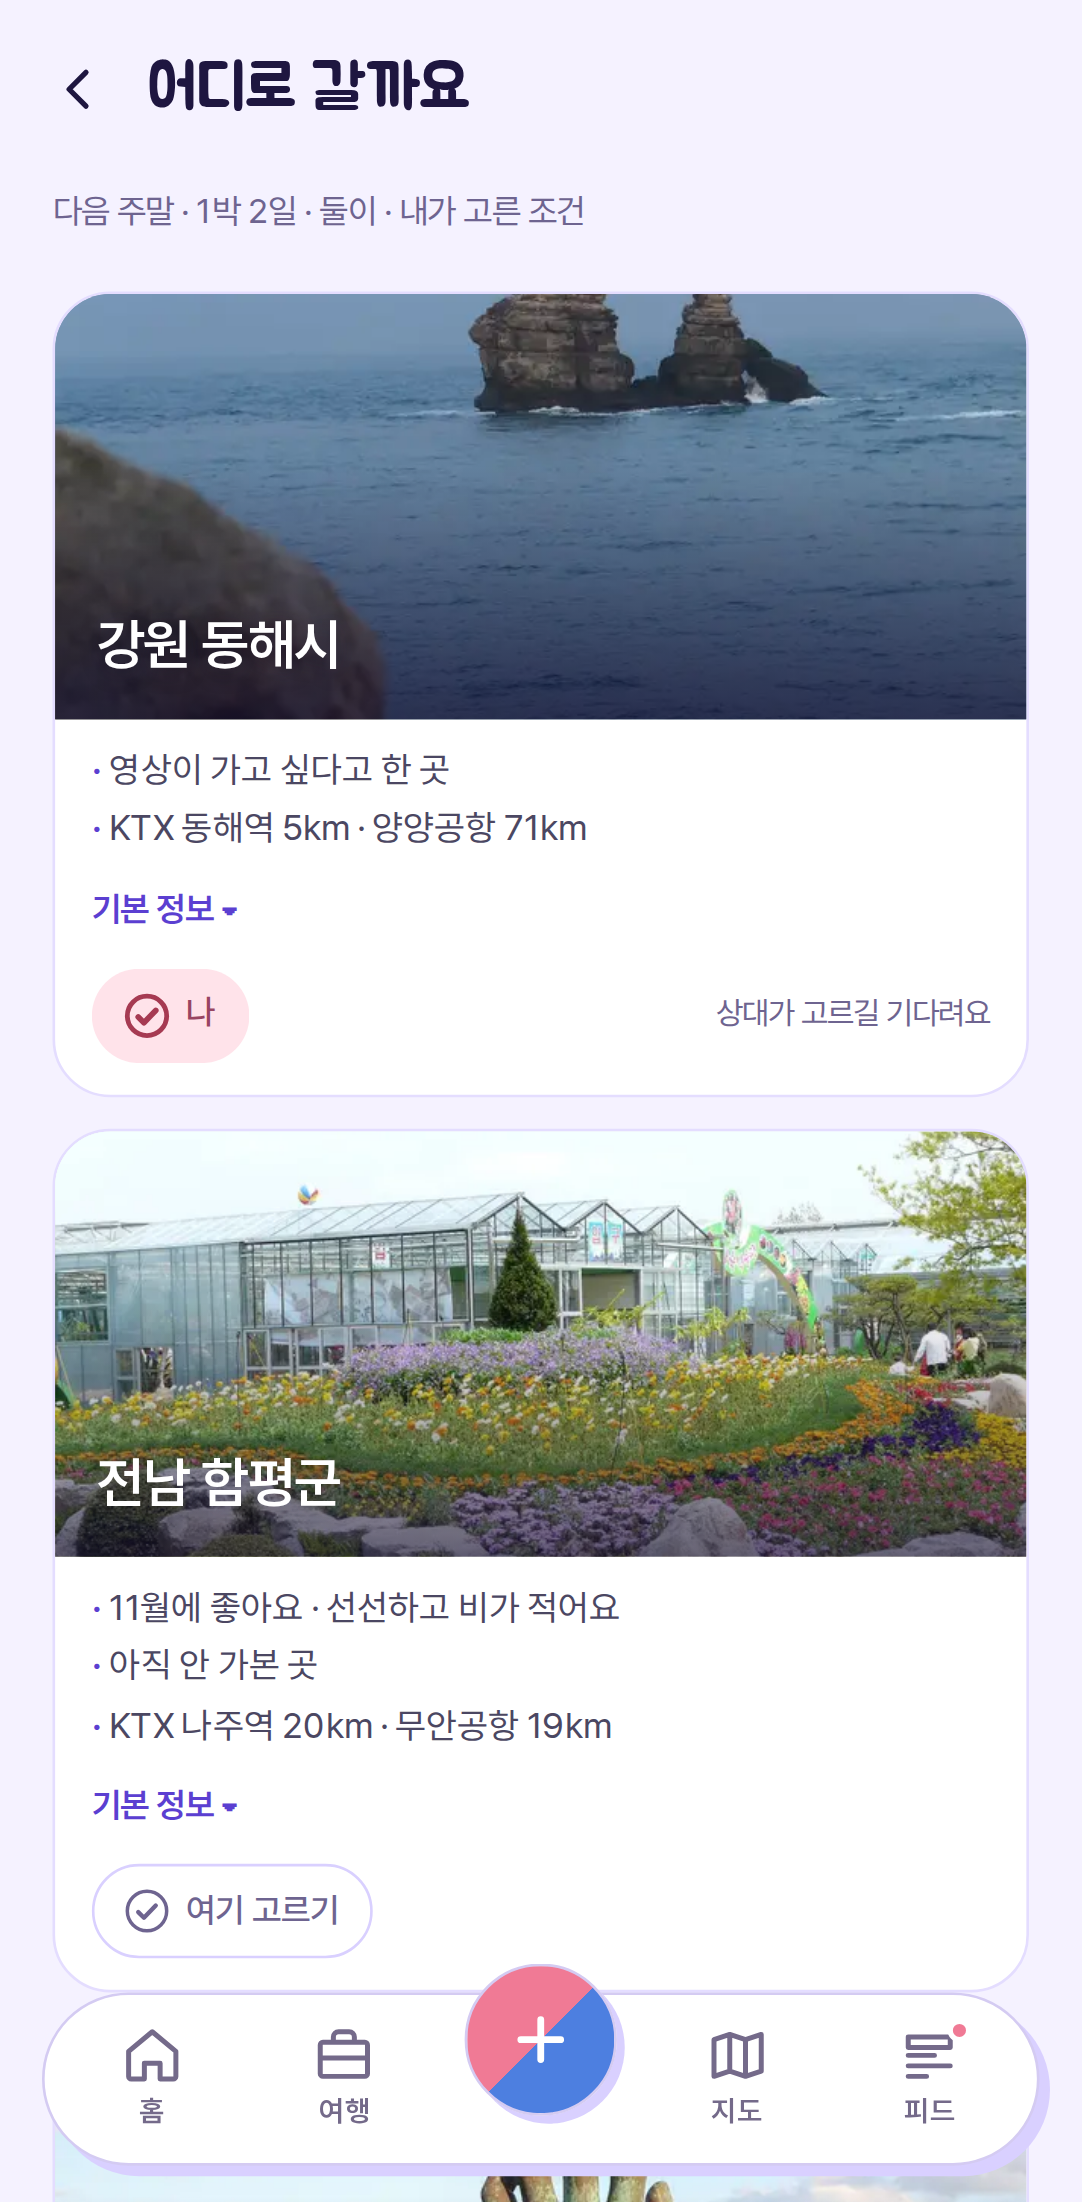 어디로 갈까요
다음 주말 · 1박 2일 · 둘이 · 내가 고른 조건
강원 동해시
· 영상이 가고 싶다고 한 곳
· KTX 동해역 5km · 양양공항 71km
기본 정보
나
상대가 고르길 기다려요
전남 함평군
· 11월에 좋아요 · 선선하고 비가 적어요
· 아직 안 가본 곳
· KTX 나주역 20km · 무안공항 19km
기본 정보
여기 고르기
홈
여행
지도
피드